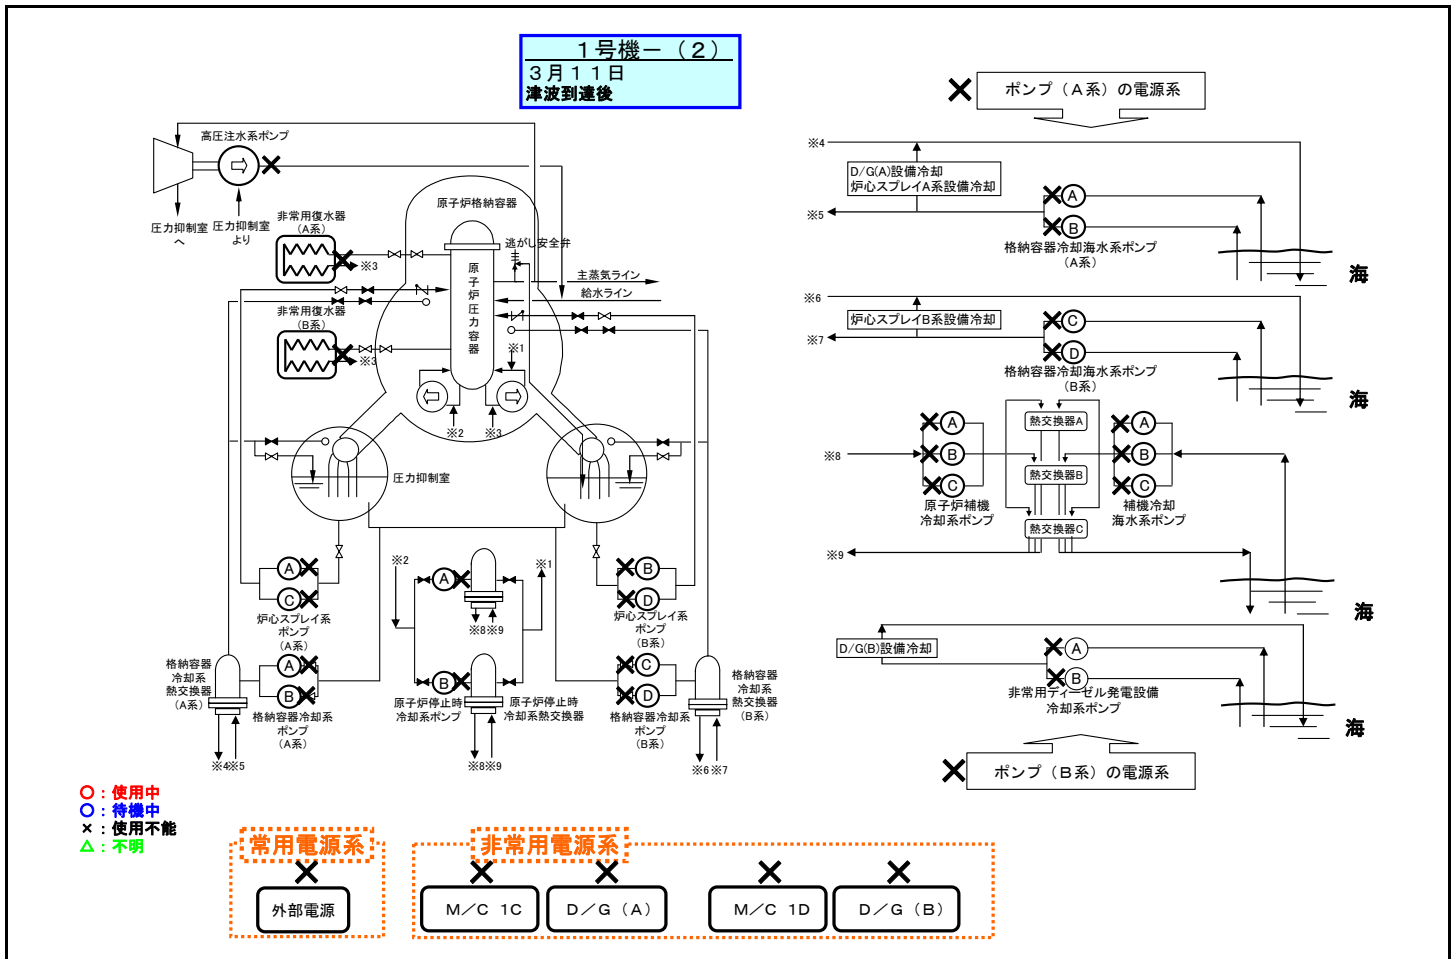 １号機－（２）
３月１１日
津波到達後
ポンプ（A系）の電源系
高圧注水系ポンプ
圧力抑制室
へ
圧力抑制室
より
非常用復水器
(A系)
※3
非常用復水器
(B系)
※3
原子炉格納容器
原子炉圧力容器
逃がし安全弁
主蒸気ライン
給水ライン
※1
※2
※3
圧力抑制室
※4
D/G(A)設備冷却
炉心スプレイA系設備冷却
※5
A
B
格納容器冷却海水系ポンプ
(A系)
海
※6
炉心スプレイB系設備冷却
※7
C
D
格納容器冷却海水系ポンプ
(B系)
海
※8
A
B
C
原子炉補機
冷却系ポンプ
熱交換器A
熱交換器B
熱交換器C
A
B
C
補機冷却
海水系ポンプ
※9
海
D/G(B)設備冷却
A
B
非常用ディーゼル発電設備
冷却系ポンプ
海
ポンプ（B系）の電源系
A
C
炉心スプレイ系
ポンプ
(A系)
格納容器
冷却系
熱交換器
(A系)
A
B
格納容器冷却系
ポンプ
(A系)
※4※5
※2
※1
A
※8※9
B
原子炉停止時
冷却系ポンプ
原子炉停止時
冷却系熱交換器
※8※9
B
D
炉心スプレイ系
ポンプ
(B系)
C
D
格納容器冷却系
ポンプ
(B系)
格納容器
冷却系
熱交換器
(B系)
※6※7
○：使用中
○：待機中
×：使用不能
△：不明
常用電源系
外部電源
非常用電源系
M／C 1C
D／G（A）
M／C 1D
D／G（B）